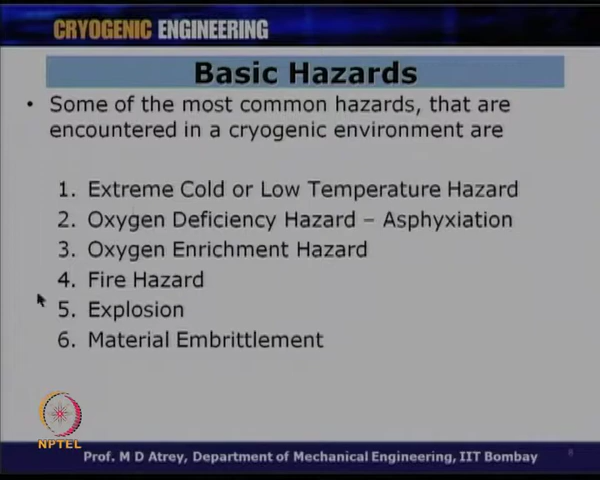 CRYOGENIC ENGINEERING
Basic Hazards
• Some of the most common hazards, that are
encountered in a cryogenic environment are
1. Extreme Cold or Low Temperature Hazard
2. Oxygen Deficiency Hazard – Asphyxiation
3. Oxygen Enrichment Hazard
4. Fire Hazard
5. Explosion
6. Material Embrittlement
NPTEL
Prof. M D Atrey, Department of Mechanical Engineering, IIT Bombay